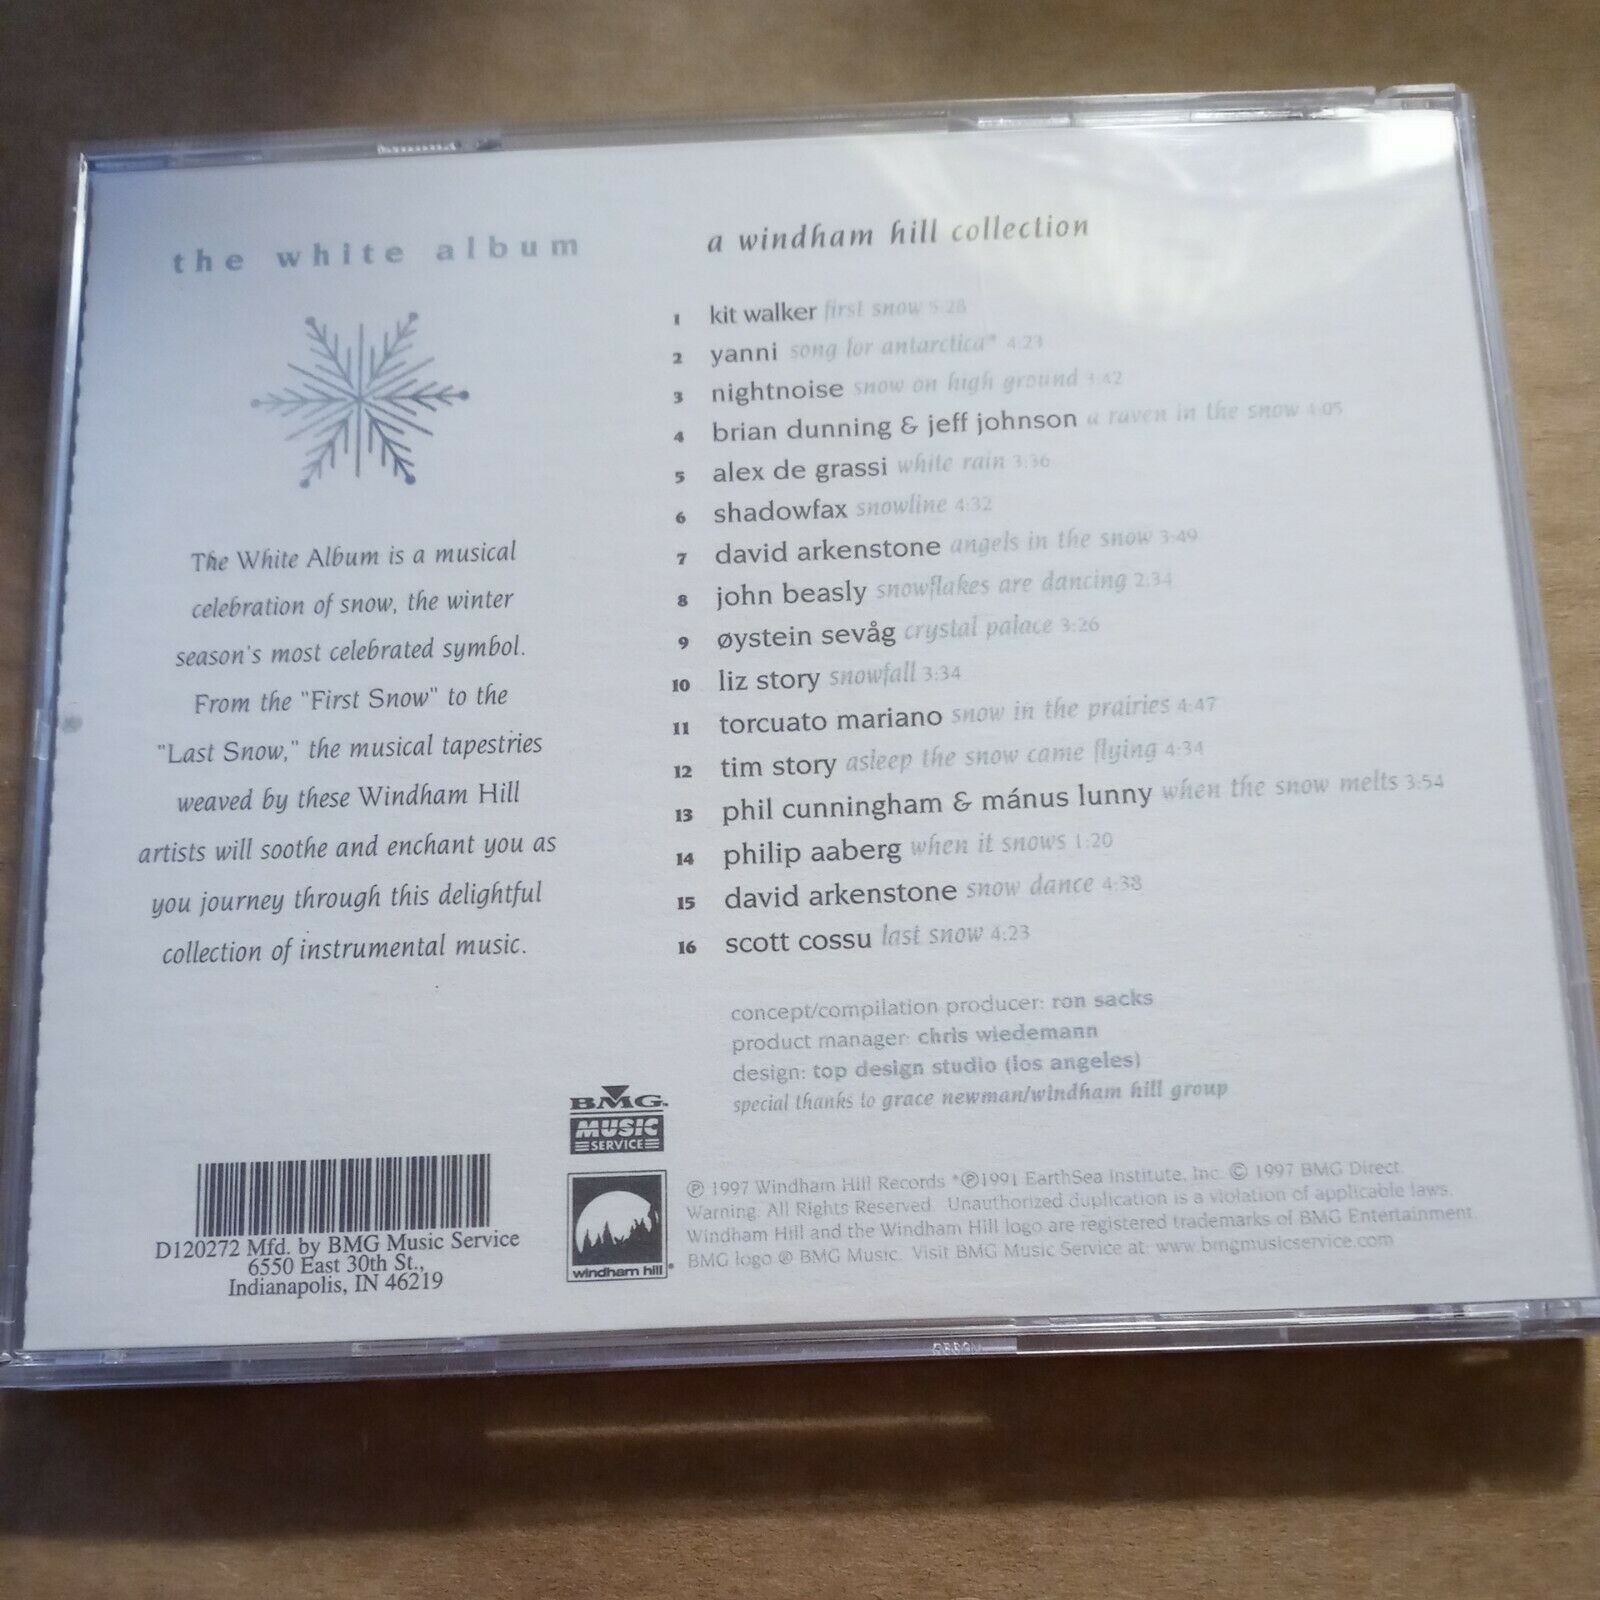 the white album
The White Album is a musical
celebration of snow, the winter
season's most celebrated symbol.
From the "First Snow" to the
"Last Snow," the musical tapestries
weaved by these Windham Hill
artists will soothe and enchant you as
you journey through this delightful
collection of instrumental music.
a windham hill collection
1 kit walker first snow 5:28
2 yanni song for antarctica* 4:23
3 nightnoise snow on high ground 3:42
4 brian dunning & jeff johnson a raven in the snow 4:05
5 alex de grassi white rain 3:36
6 shadowfax snowline 4:32
7 david arkenstone angels in the snow 3:49
8 john beasly snowflakes are dancing 2:34
9 øystein sevåg crystal palace 3:26
10 liz story snowfall 3:34
11 torcuato mariano snow in the prairies 4:47
12 tim story asleep the snow came flying 4:34
13 phil cunningham & mánus lunny when the snow melts 3:54
14 philip aaberg when it snows 1:20
15 david arkenstone snow dance 4:38
16 scott cossu last snow 4:23
concept/compilation producer: ron sacks
product manager: chris wiedemann
design: top design studio (los angeles)
special thanks to grace newman/windham hill group
BMG
MUSIC
SERVICE
windham hill®
D120272 Mfd. by BMG Music Service
6550 East 30th St.,
Indianapolis, IN 46219
℗ 1997 Windham Hill Records *℗1991 EarthSea Institute, Inc. © 1997 BMG Direct.
Warning: All Rights Reserved. Unauthorized duplication is a violation of applicable laws.
Windham Hill and the Windham Hill logo are registered trademarks of BMG Entertainment.
BMG logo ® BMG Music. Visit BMG Music Service at: www.bmgmusicservice.com